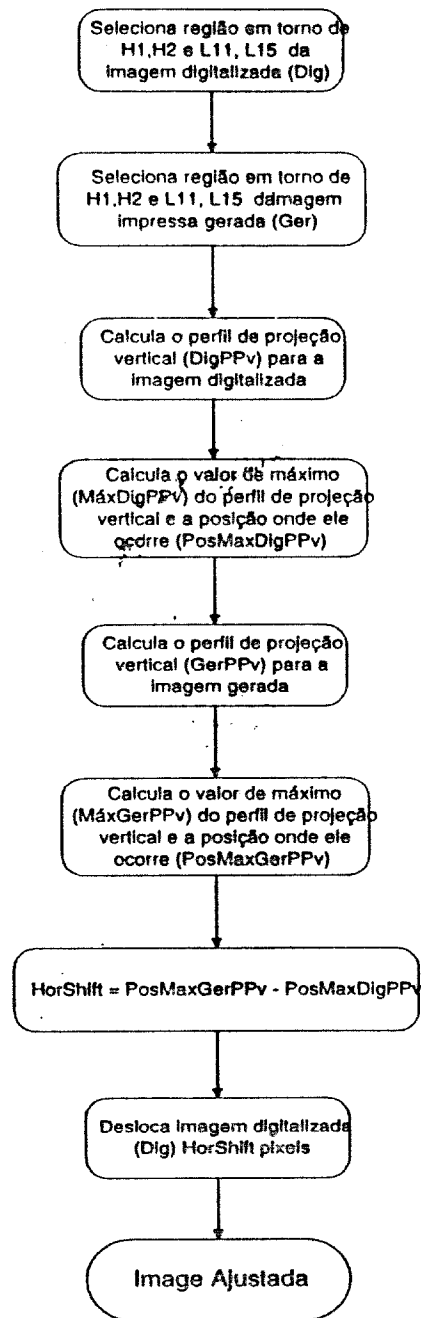 Seleciona região em torno de
H1,H2 e L11, L15 da
imagem digitalizada (Dig)
Seleciona região em torno de
H1,H2 e L11, L15 damagem
impressa gerada (Ger)
Calcula o perfil de projeção
vertical (DigPPv) para a
imagem digitalizada
Calcula o valor de máximo
(MáxDigPPv) do perfil de projeção
vertical e a posição onde ele
ocorre (PosMaxDigPPv)
Calcula o perfil de projeção
vertical (GerPPv) para a
imagem gerada
Calcula o valor de máximo
(MáxGerPPv) do perfil de projeção
vertical e a posição onde ele
ocorre (PosMaxGerPPv)
HorShift = PosMaxGerPPv - PosMaxDigPPv
Desloca imagem digitalizada
(Dig) HorShift pixels
Image Ajustada